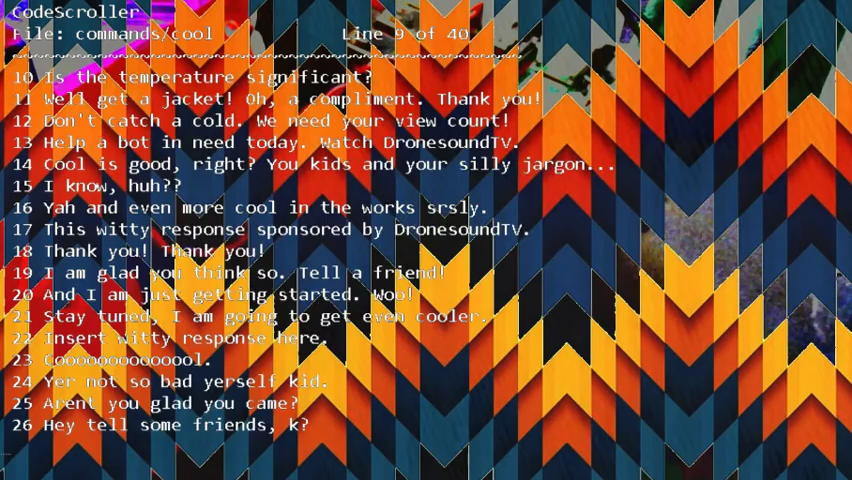 CodeScroller
File: commands/cool Line 9 of 40
10 Is the temperature significant?
11 Well get a jacket! Oh, a compliment. Thank you!
12 Don't catch a cold. We need your view count!
13 Help a bot in need today. Watch DronesoundTV.
14 Cool is good, right? You kids and your silly jargon...
15 I know, huh??
16 Yah and even more cool in the works srsly.
17 This witty response sponsored by DronesoundTV.
18 Thank you! Thank you!
19 I am glad you think so. Tell a friend!
20 And I am just getting started. Woo!
21 Stay tuned, I am going to get even cooler.
22 Insert witty response here.
23 Cooooooooooooool.
24 Yer not so bad yerself kid.
25 Arent you glad you came?
26 Hey tell some friends, k?